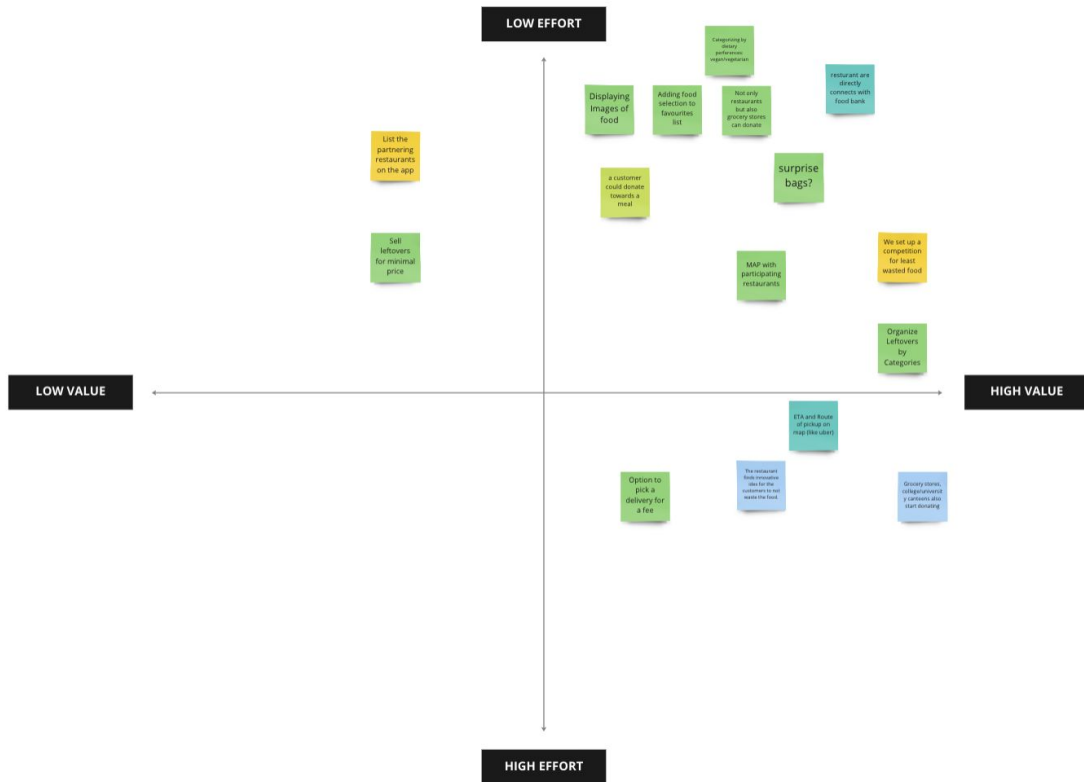 LOW EFFORT
Categorizing by
dietary
perferences:
vegan/vegetarian
resturant are
directly
connects with
food bank
Displaying
Images of
food
Adding food
selection to
favourites
list
Not only
restaurants
but also
grocery stores
can donate
List the
partnering
restaurants
on the app
surprise
bags?
a customer
could donate
towards a
meal
Sell
leftovers
for minimal
price
We set up a
competition
for least
wasted food
MAP with
participating
restaurants
Organize
Leftovers
by
Categories
LOW VALUE
HIGH VALUE
ETA and Route
of pickup on
map (like uber)
Option to
pick a
delivery for
a fee
The restaurant
finds innovative
idea for the
customers to not
waste the food.
Grocery stores,
college/universit
y canteens also
start donating
HIGH EFFORT